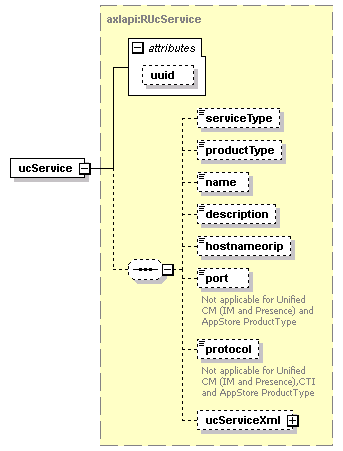 axlapi:RUcService
attributes
uuid
ucService
serviceType
productType
name
description
hostnameorip
port
Not applicable for Unified
CM (IM and Presence) and
AppStore ProductType
protocol
Not applicable for Unified
CM (IM and Presence),CTI
and AppStore ProductType
ucServiceXml